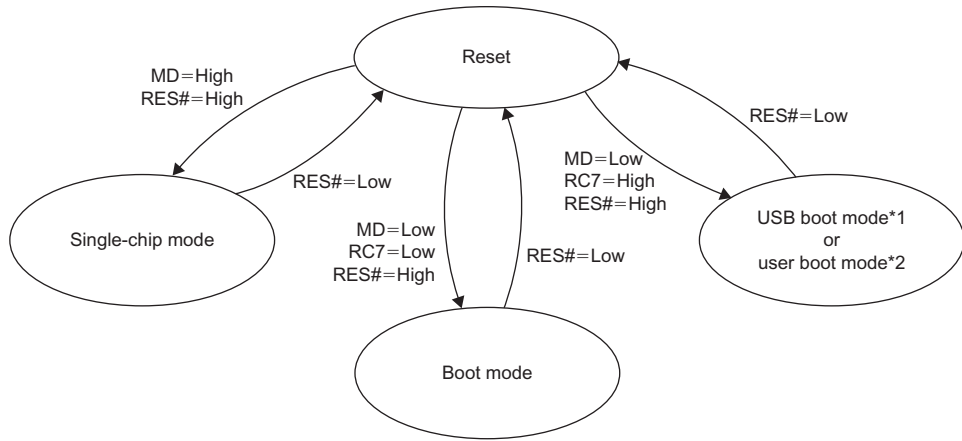 Reset
MD=High
RES#=High
RES#=Low
RES#=Low
MD=Low
RC7=High
RES#=High
Single-chip mode
MD=Low
RC7=Low
RES#=High
RES#=Low
USB boot mode*1
or
user boot mode*2
Boot mode